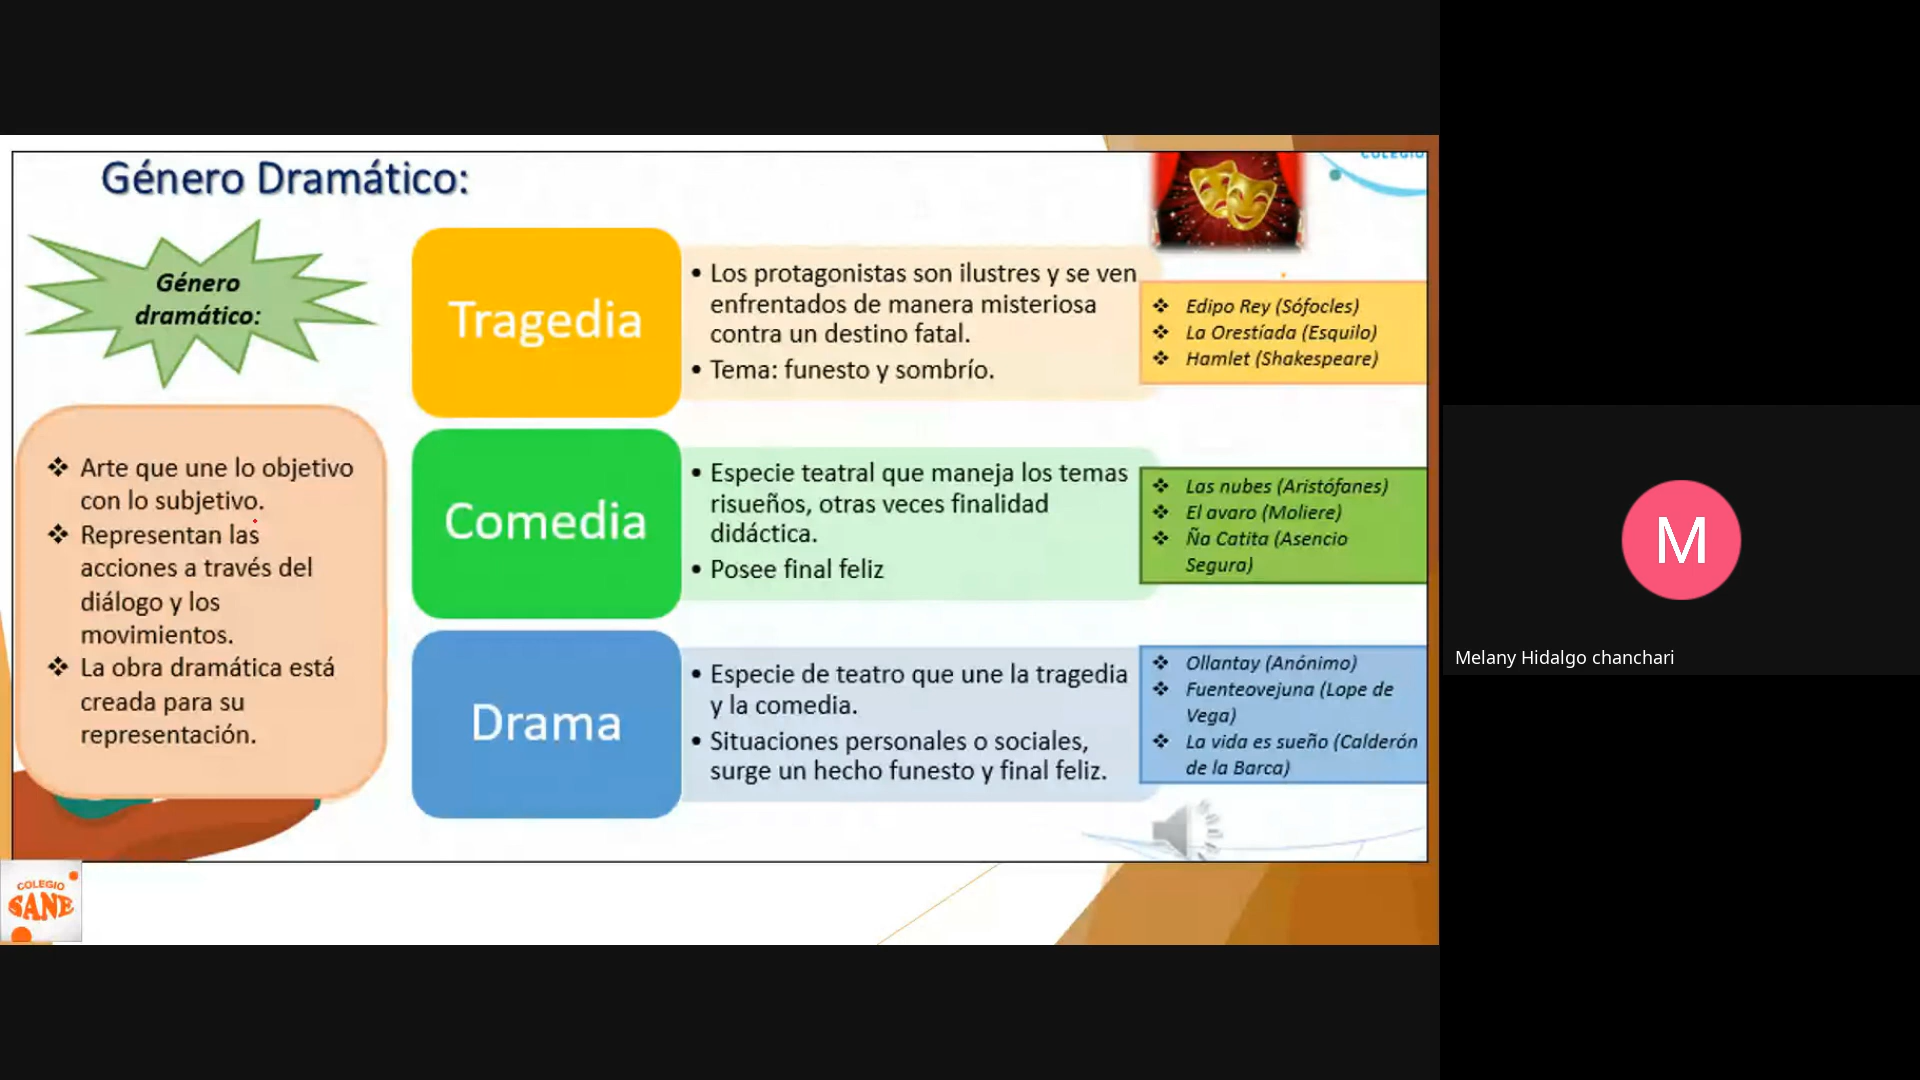 COLEGIO
Género Dramático:
Género
dramático:
❖ Arte que une lo objetivo
con lo subjetivo.
❖ Representan las
acciones a través del
diálogo y los
movimientos.
❖ La obra dramática está
creada para su
representación.
Tragedia
• Los protagonistas son ilustres y se ven
enfrentados de manera misteriosa
contra un destino fatal.
• Tema: funesto y sombrío.
❖ Edipo Rey (Sófocles)
❖ La Orestíada (Esquilo)
❖ Hamlet (Shakespeare)
Comedia
• Especie teatral que maneja los temas
risueños, otras veces finalidad
didáctica.
• Posee final feliz
❖ Las nubes (Aristófanes)
❖ El avaro (Moliere)
❖ Ña Catita (Asencio
Segura)
Drama
• Especie de teatro que une la tragedia
y la comedia.
• Situaciones personales o sociales,
surge un hecho funesto y final feliz.
❖ Ollantay (Anónimo)
❖ Fuenteovejuna (Lope de
Vega)
❖ La vida es sueño (Calderón
de la Barca)
COLEGIO
SANE
M
Melany Hidalgo chanchari